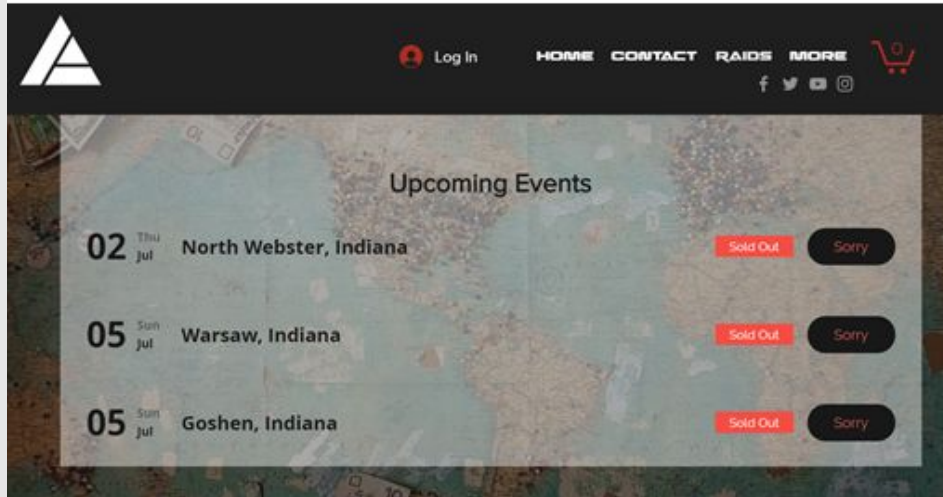 Log In
HOME CONTACT RAIDS MORE
0
Upcoming Events
02 Thu Jul North Webster, Indiana Sold Out Sorry
05 Sun Jul Warsaw, Indiana Sold Out Sorry
05 Sun Jul Goshen, Indiana Sold Out Sorry